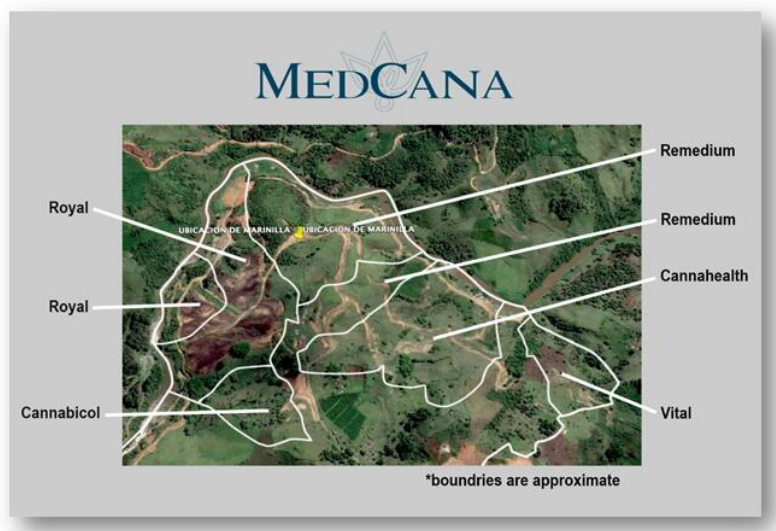 MEDCANA
Remedium
Royal
UBICACIÓN DE MARINILLA UBICACIÓN DE MARINILLA
Remedium
Cannahealth
Royal
Cannabicol
Vital
*boundries are approximate